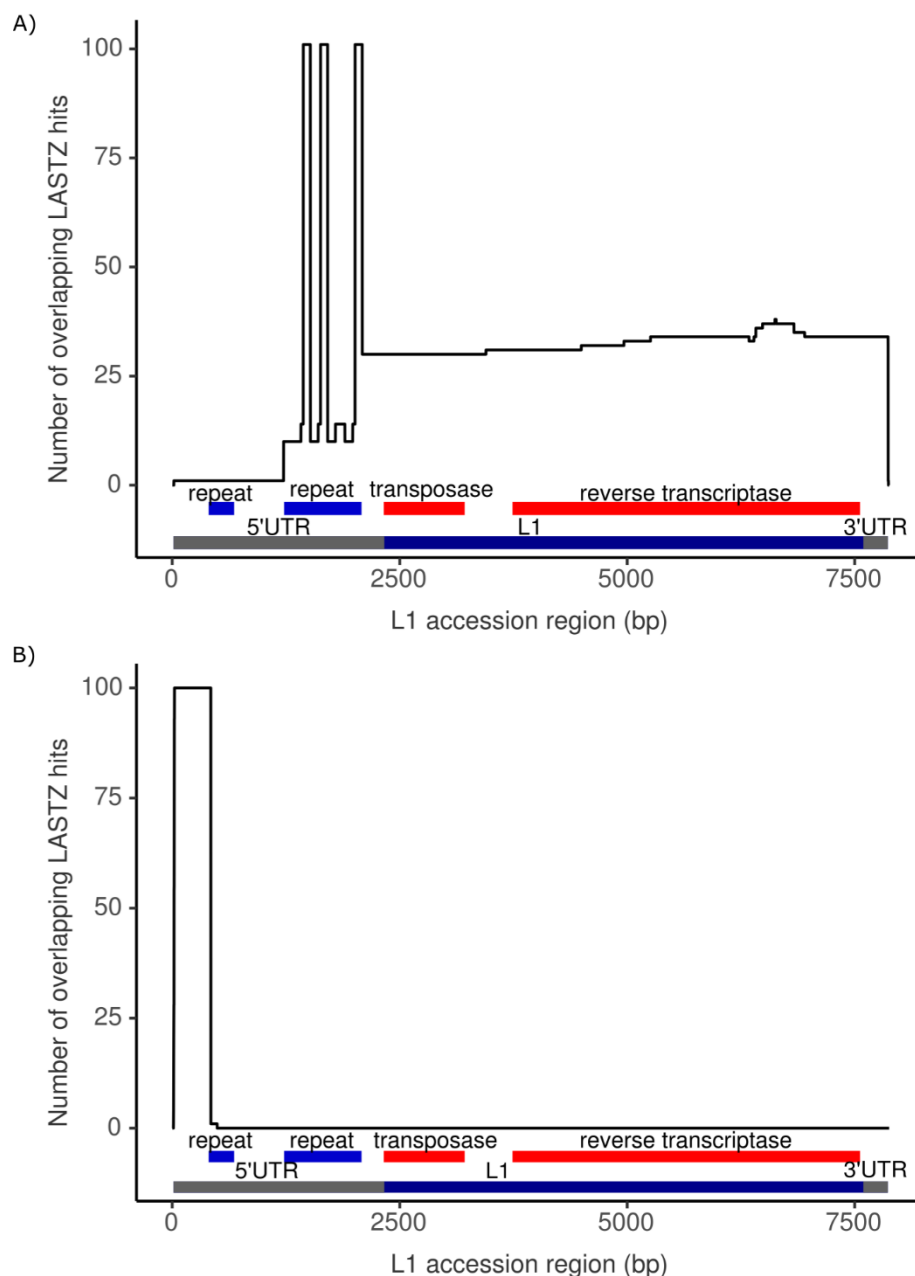 A)
Number of overlapping LASTZ hits
100
75
50
25
0
repeat repeat transposase reverse transcriptase
5'UTR L1 3'UTR
0 2500 5000 7500
L1 accession region (bp)
B)
Number of overlapping LASTZ hits
100
75
50
25
0
repeat repeat transposase reverse transcriptase
5'UTR L1 3'UTR
0 2500 5000 7500
L1 accession region (bp)